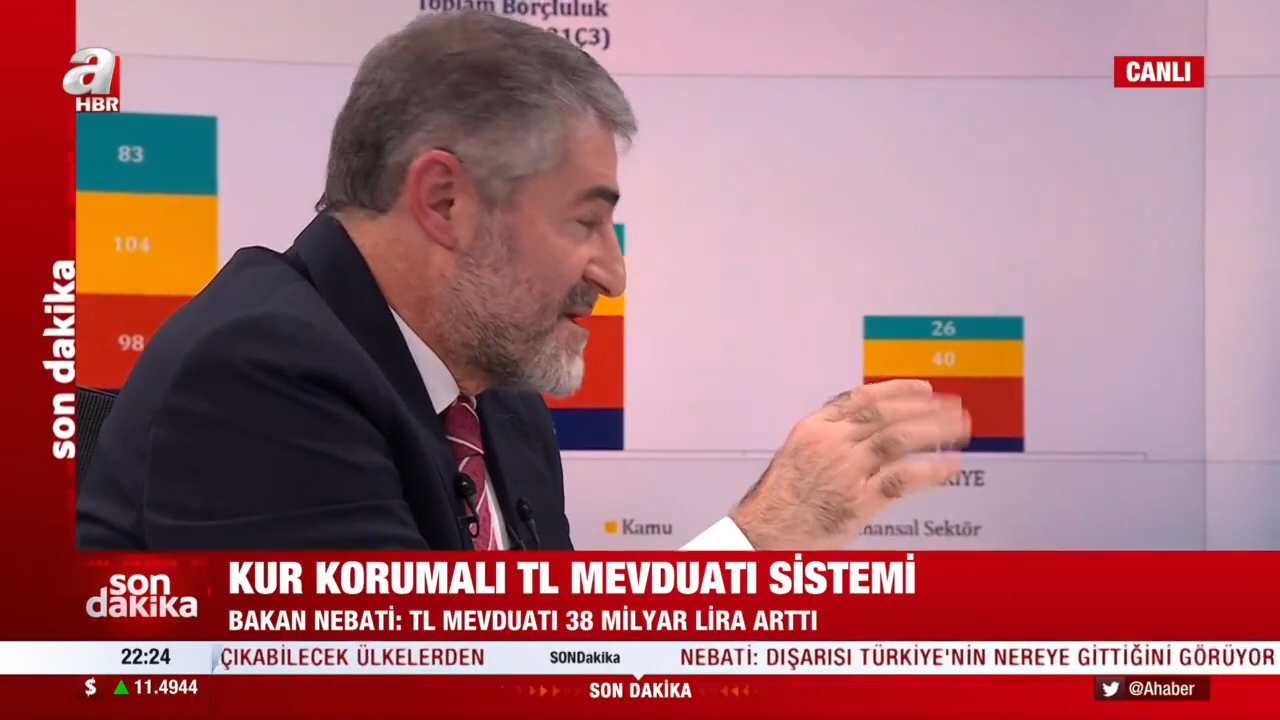 Toplam Borçluluk
1Ç3)
a
HBR
CANLI
83
104
98
26
40
Kamu
son dakika
son
dakika
KUR KORUMALI TL MEVDUATI SİSTEMİ
BAKAN NEBATİ: TL MEVDUATI 38 MİLYAR LİRA ARTTI
22:24
ÇIKABİLECEK ÜLKELERDEN
SONDakika
NEBATİ: DIŞARISI TÜRKİYE'NİN NEREYE GİTTİĞİNİ GÖRÜYOR
$ 11.4944
SON DAKİKA
@Ahaber
Sektör